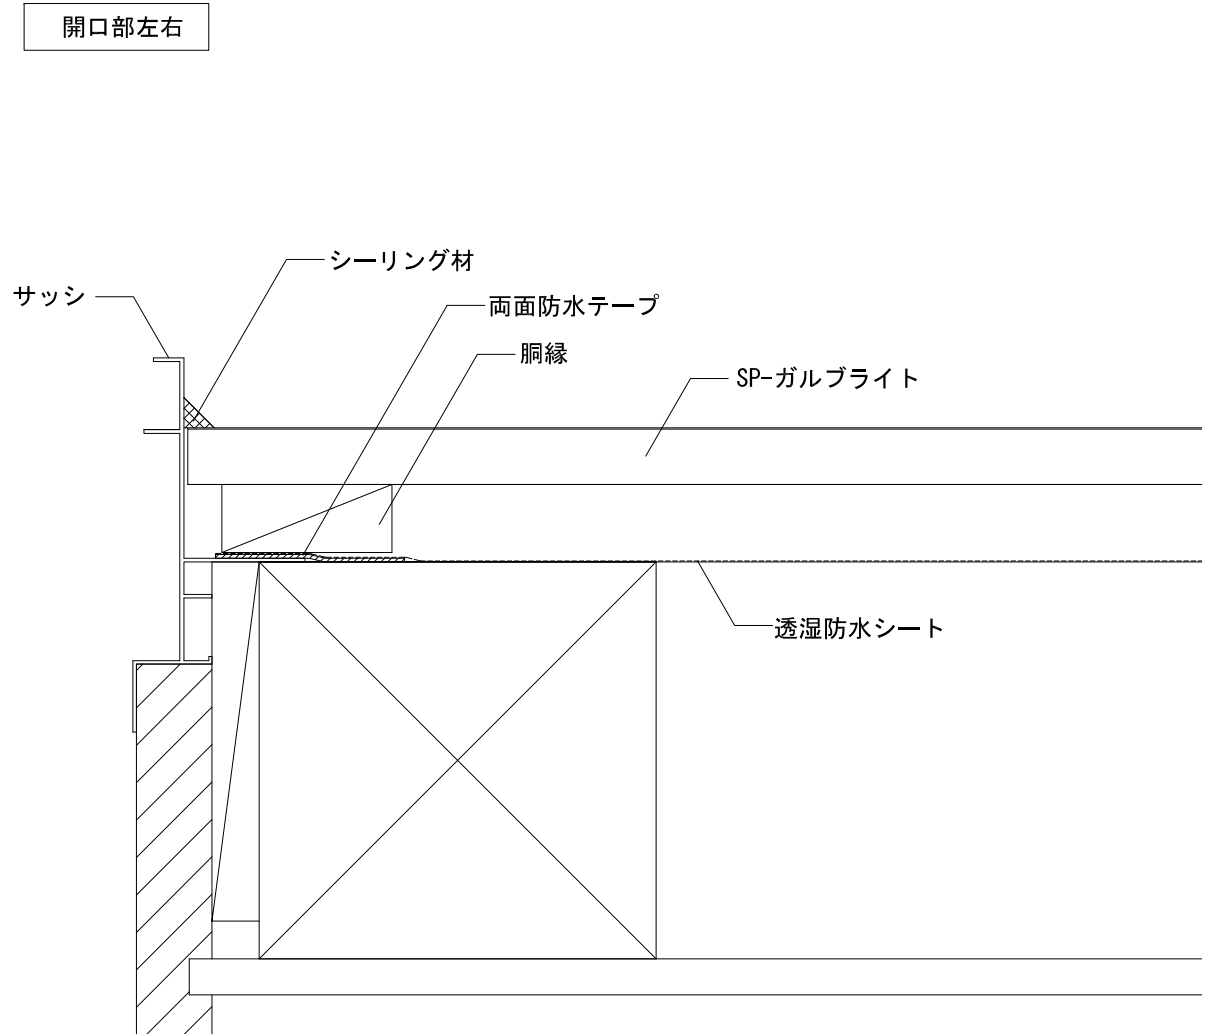 開口部左右
シーリング材
サッシ
両面防水テープ
胴縁
SP-ガルブライト
透湿防水シート